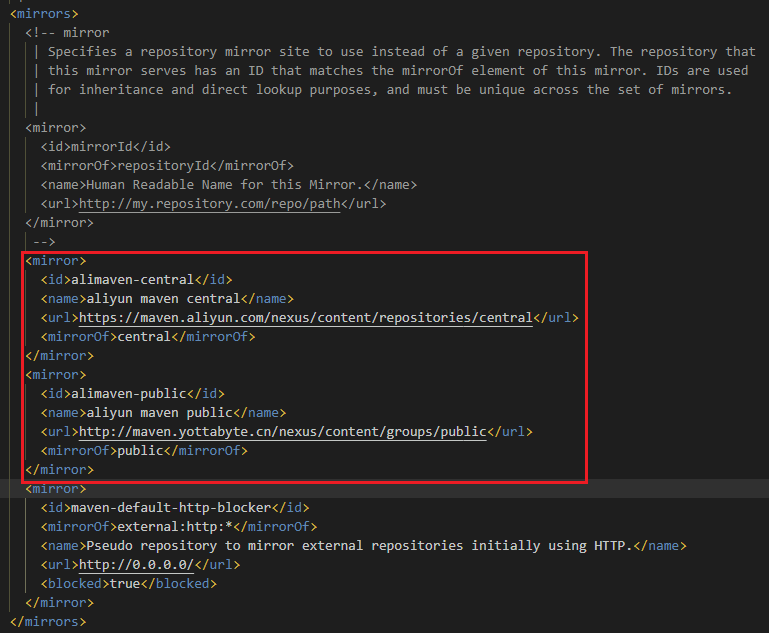 <mirrors>
<!-- mirror
| Specifies a repository mirror site to use instead of a given repository. The repository that
| this mirror serves has an ID that matches the mirrorOf element of this mirror. IDs are used
| for inheritance and direct lookup purposes, and must be unique across the set of mirrors.
|
<mirror>
<id>mirrorId</id>
<mirrorOf>repositoryId</mirrorOf>
<name>Human Readable Name for this Mirror.</name>
<url>http://my.repository.com/repo/path</url>
</mirror>
-->
<mirror>
<id>alimaven-central</id>
<name>aliyun maven central</name>
<url>https://maven.aliyun.com/nexus/content/repositories/central</url>
<mirrorOf>central</mirrorOf>
</mirror>
<mirror>
<id>alimaven-public</id>
<name>aliyun maven public</name>
<url>http://maven.yottabyte.cn/nexus/content/groups/public</url>
<mirrorOf>public</mirrorOf>
</mirror>
<mirror>
<id>maven-default-http-blocker</id>
<mirrorOf>external:http:*</mirrorOf>
<name>Pseudo repository to mirror external repositories initially using HTTP.</name>
<url>http://0.0.0.0/</url>
<blocked>true</blocked>
</mirror>
</mirrors>